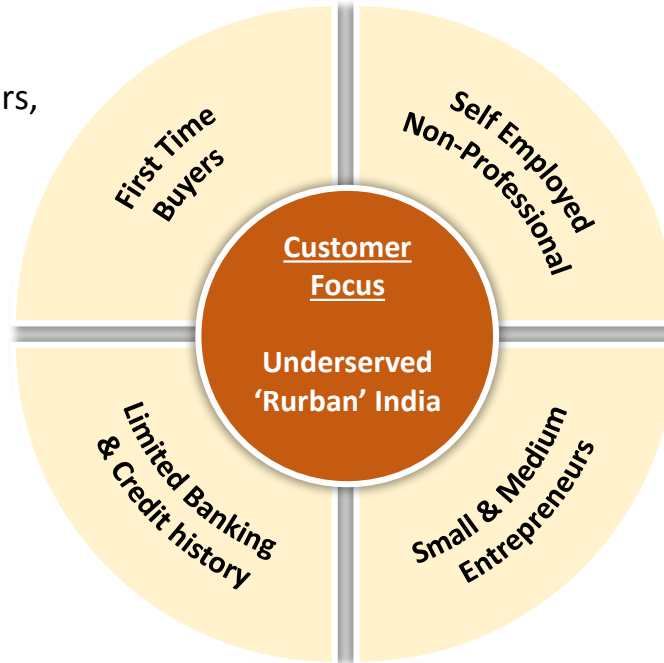 rs,
First Time
Buyers
Self Employed
Non-Professional
Customer
Focus
Underserved
‘Rurban’ India
Limited Banking
& Credit history
Small & Medium
Entrepreneurs